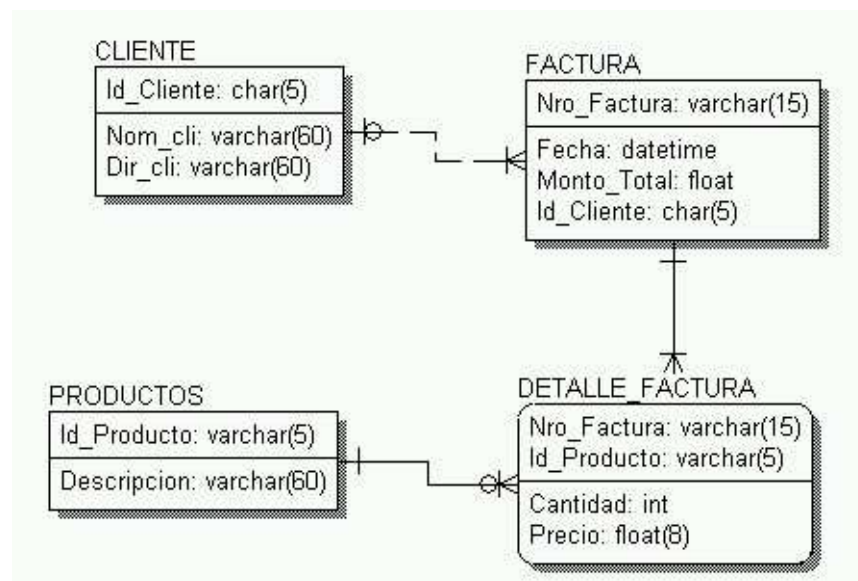 CLIENTE
Id_Cliente: char(5)
Nom_cli: varchar(60)
Dir_cli: varchar(60)
FACTURA
Nro_Factura: varchar(15)
Fecha: datetime
Monto_Total: float
Id_Cliente: char(5)
PRODUCTOS
Id_Producto: varchar(5)
Descripcion: varchar(60)
DETALLE_FACTURA
Nro_Factura: varchar(15)
Id_Producto: varchar(5)
Cantidad: int
Precio: float(8)